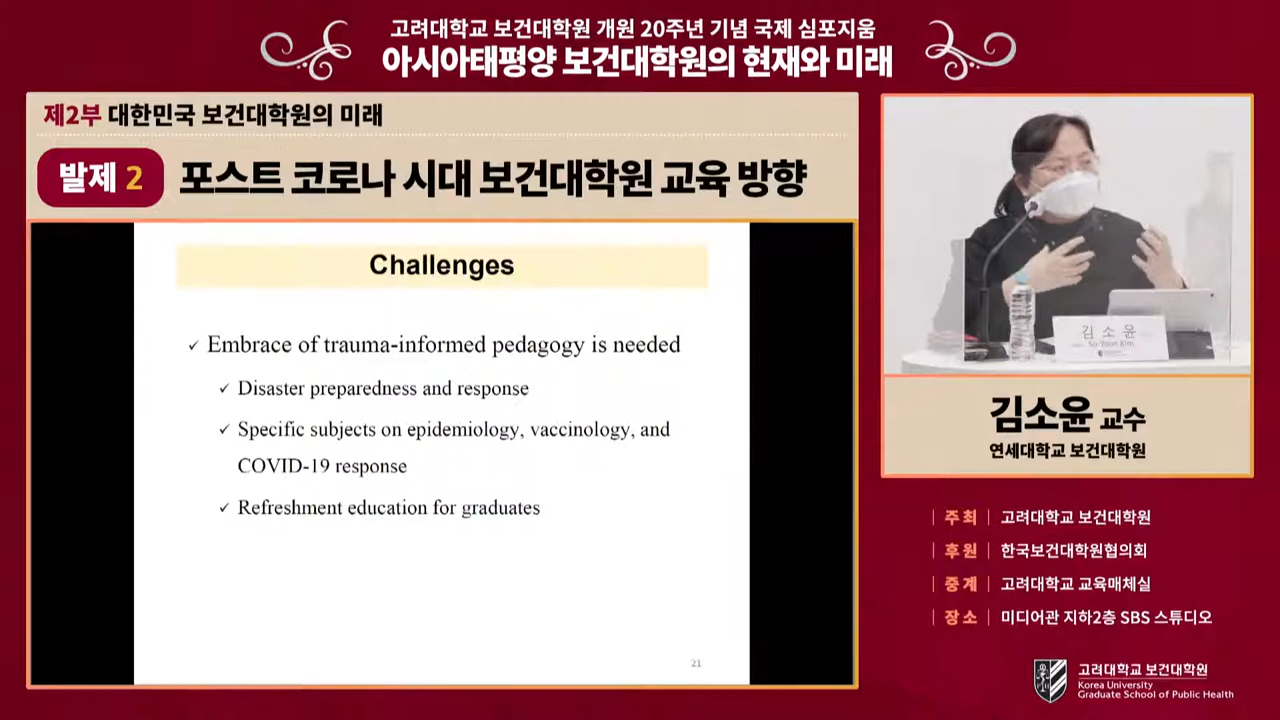 고려대학교 보건대학원 개원 20주년 기념 국제 심포지움
아시아태평양 보건대학원의 현재와 미래
제2부 대한민국 보건대학원의 미래
발제 2 포스트 코로나 시대 보건대학원 교육 방향
Challenges
✓ Embrace of trauma-informed pedagogy is needed
✓ Disaster preparedness and response
✓ Specific subjects on epidemiology, vaccinology, and
COVID-19 response
✓ Refreshment education for graduates
21
김 소 윤
So Yoon Kim
김소윤 교수
연세대학교 보건대학원
| 주 최 | 고려대학교 보건대학원
| 후 원 | 한국보건대학원협의회
| 중 계 | 고려대학교 교육매체실
| 장 소 | 미디어관 지하2층 SBS 스튜디오
고려대학교 보건대학원
Korea University
Graduate School of Public Health